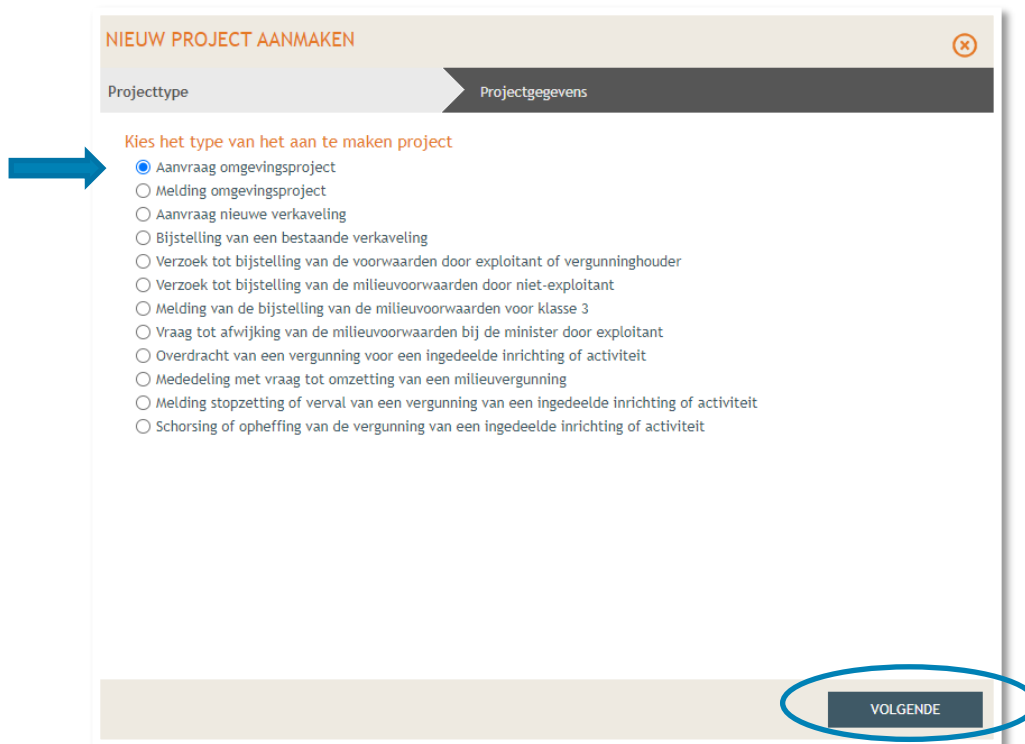 NIEUW PROJECT AANMAKEN
Projecttype
Projectgegevens
Kies het type van het aan te maken project
Aanvraag omgevingsproject
Melding omgevingsproject
Aanvraag nieuwe verkaveling
Bijstelling van een bestaande verkaveling
Verzoek tot bijstelling van de voorwaarden door exploitant of vergunninghouder
Verzoek tot bijstelling van de milieuvoorwaarden door niet-exploitant
Melding van de bijstelling van de milieuvoorwaarden voor klasse 3
Vraag tot afwijking van de milieuvoorwaarden bij de minister door exploitant
Overdracht van een vergunning voor een ingedeelde inrichting of activiteit
Mededeling met vraag tot omzetting van een milieuvergunning
Melding stopzetting of verval van een vergunning van een ingedeelde inrichting of activiteit
Schorsing of opheffing van de vergunning van een ingedeelde inrichting of activiteit
VOLGENDE